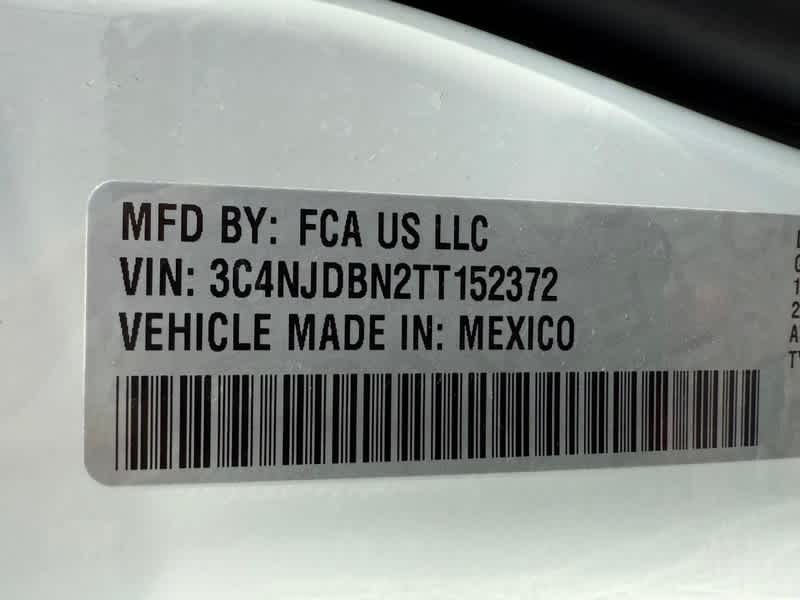 MFD BY: FCA US LLC
VIN: 3C4NJDBN2TT152372
VEHICLE MADE IN: MEXICO